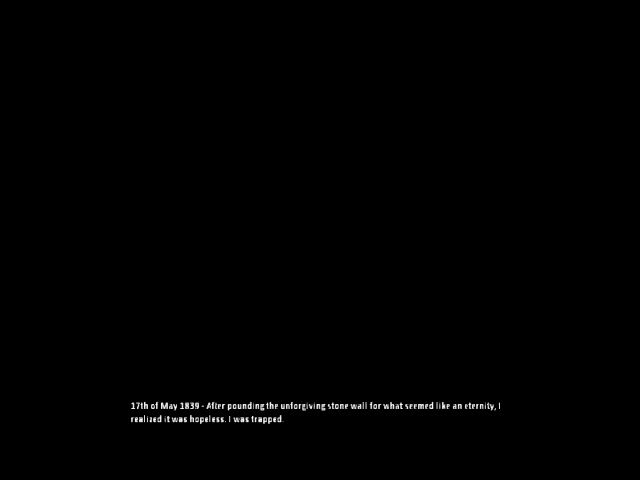 17th of May 1839 - After pounding the unforgiving stone wall for what seemed like an eternity, I
realized it was hopeless. I was trapped.